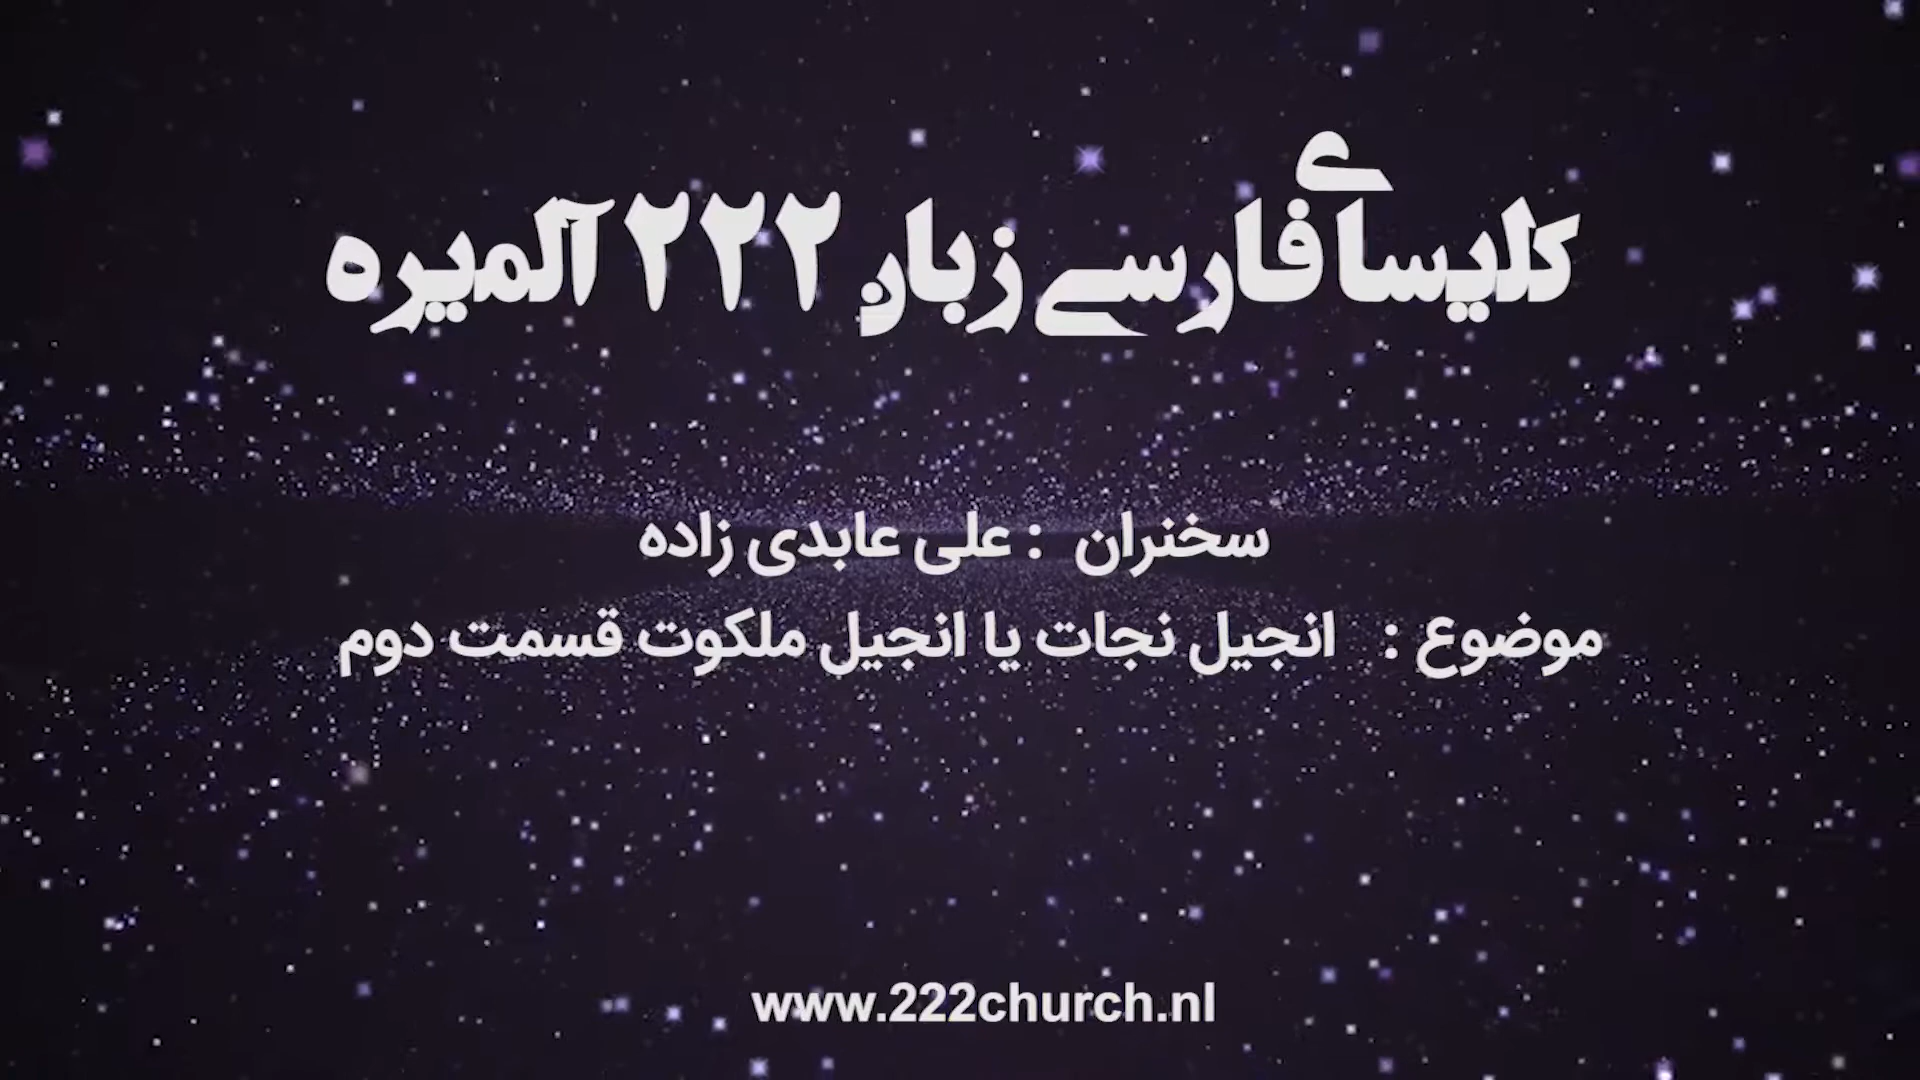 کلیسای فارسی زبان ۲۲۲ آلمیره
سخنران : علی عابدی زاده
موضوع : انجیل نجات یا انجیل ملکوت قسمت دوم
www.222church.nl